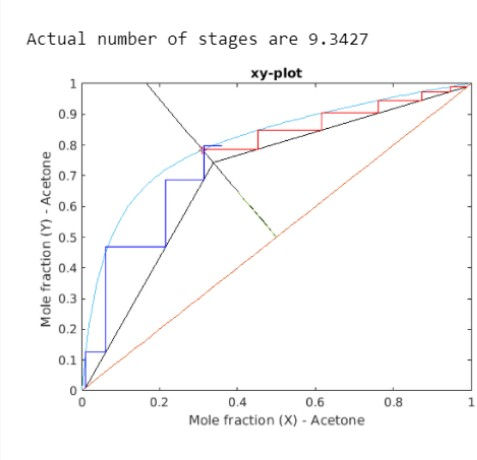 Actual number of stages are 9.3427
xy-plot
1
0.9
0.8
0.7
0.6
0.5
0.4
0.3
0.2
0.1
0
Mole fraction (Y) - Acetone
0 0.2 0.4 0.6 0.8 1
Mole fraction (X) - Acetone